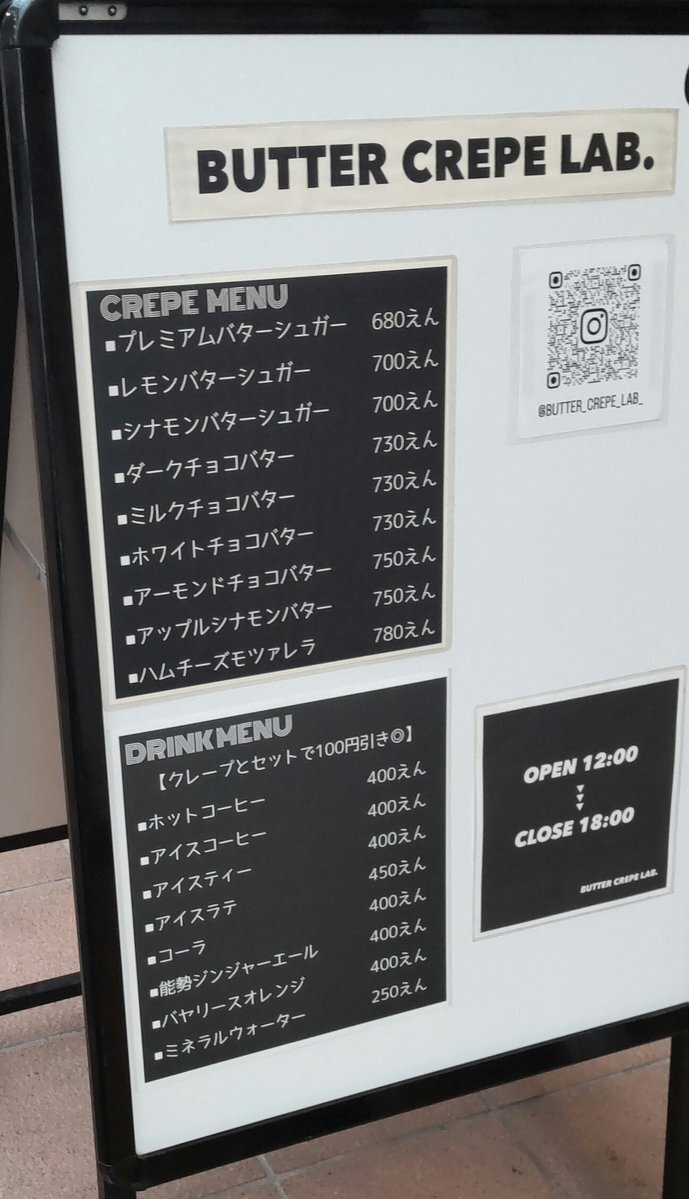 BUTTER CREPE LAB.
CREPE MENU
■プレミアムバターシュガー 680えん
■レモンバターシュガー 700えん
■シナモンバターシュガー 700えん
■ダークチョコバター 730えん
■ミルクチョコバター 730えん
■ホワイトチョコバター 730えん
■アーモンドチョコバター 750えん
■アップルシナモンバター 750えん
■ハムチーズモツァレラ 780えん
@BUTTER_CREPE_LAB_
DRINK MENU
【クレープとセットで100円引き◎】
■ホットコーヒー 400えん
■アイスコーヒー 400えん
■アイスティー 400えん
■アイスラテ 450えん
■コーラ 400えん
■能勢ジンジャーエール 400えん
■バヤリースオレンジ 400えん
■ミネラルウォーター 250えん
OPEN 12:00
CLOSE 18:00
BUTTER CREPE LAB.